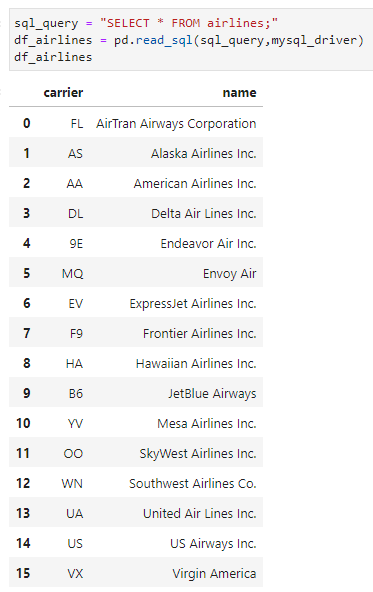 sql_query = "SELECT * FROM airlines;"
df_airlines = pd.read_sql(sql_query,mysql_driver)
df_airlines
carrier name
0 FL AirTran Airways Corporation
1 AS Alaska Airlines Inc.
2 AA American Airlines Inc.
3 DL Delta Air Lines Inc.
4 9E Endeavor Air Inc.
5 MQ Envoy Air
6 EV ExpressJet Airlines Inc.
7 F9 Frontier Airlines Inc.
8 HA Hawaiian Airlines Inc.
9 B6 JetBlue Airways
10 YV Mesa Airlines Inc.
11 OO SkyWest Airlines Inc.
12 WN Southwest Airlines Co.
13 UA United Air Lines Inc.
14 US US Airways Inc.
15 VX Virgin America